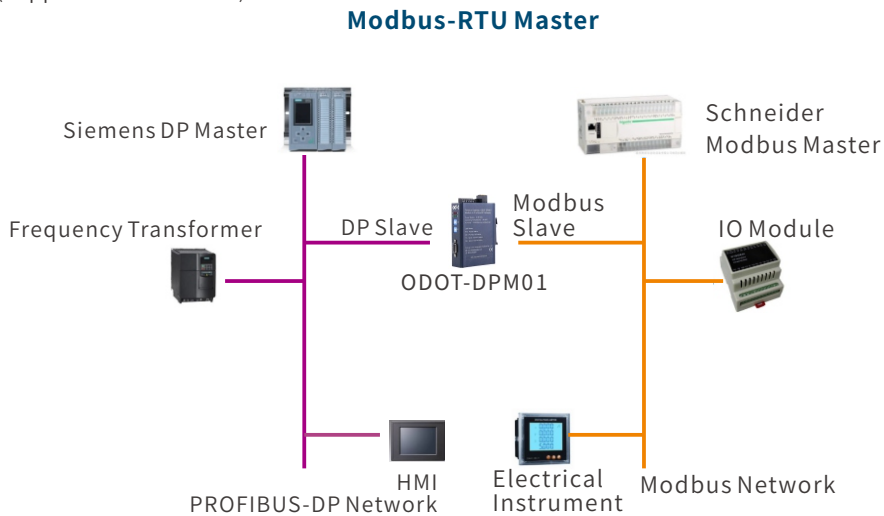 Modbus-RTU Master
Siemens DP Master
Schneider
Modbus Master
Frequency Transformer
DP Slave
Modbus
Slave
IO Module
ODOT-DPM01
HMI
PROFIBUS-DP Network
Electrical
Instrument
Modbus Network